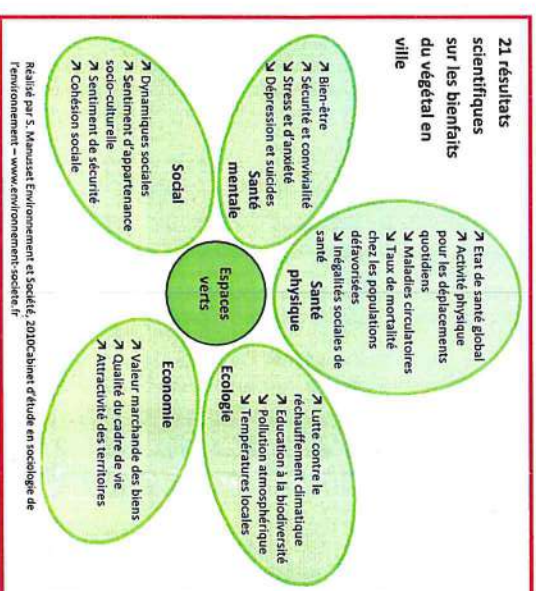 21 résultats
scientifiques
sur les bienfaits
du végétal en
ville
↗ Etat de santé global
↗ Activité physique
pour les déplacements
quotidiens
↘ Maladies circulatoires
↘ Taux de mortalité
chez les populations
défavorisées
↘ Inégalités sociales de
santé
Santé
physique
↗ Bien-être
↗ Sécurité et convivialité
↘ Stress et d'anxiété
↘ Dépression et suicides
Santé
mentale
Espaces
verts
↗ Lutte contre le
réchauffement climatique
↗ Education à la biodiversité
↘ Pollution atmosphérique
↘ Températures locales
Ecologie
Social
↗ Dynamiques sociales
↗ Sentiment d'appartenance
socio-culturelle
↗ Sentiment de sécurité
↗ Cohésion sociale
Economie
↗ Valeur marchande des biens
↗ Qualité du cadre de vie
↗ Attractivité des territoires
Réalisé par S. Manusset Environnement et Société, 2010Cabinet d'étude en sociologie de
l'environnement – www.environnement-societe.fr